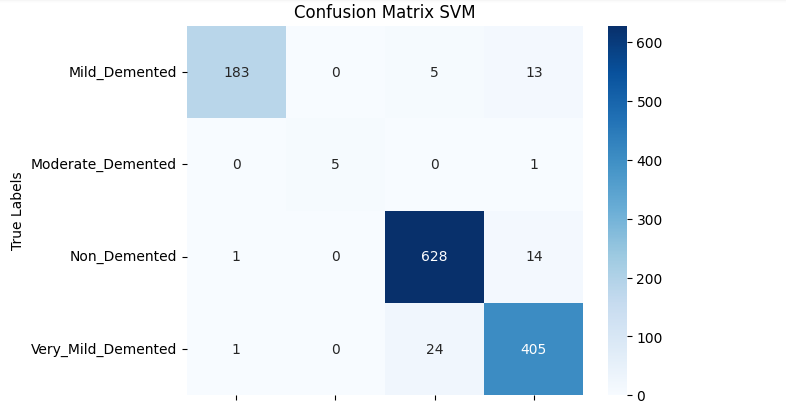 Confusion Matrix SVM
True Labels
Mild_Demented 183 0 5 13
Moderate_Demented 0 5 0 1
Non_Demented 1 0 628 14
Very_Mild_Demented 1 0 24 405
600
500
400
300
200
100
0